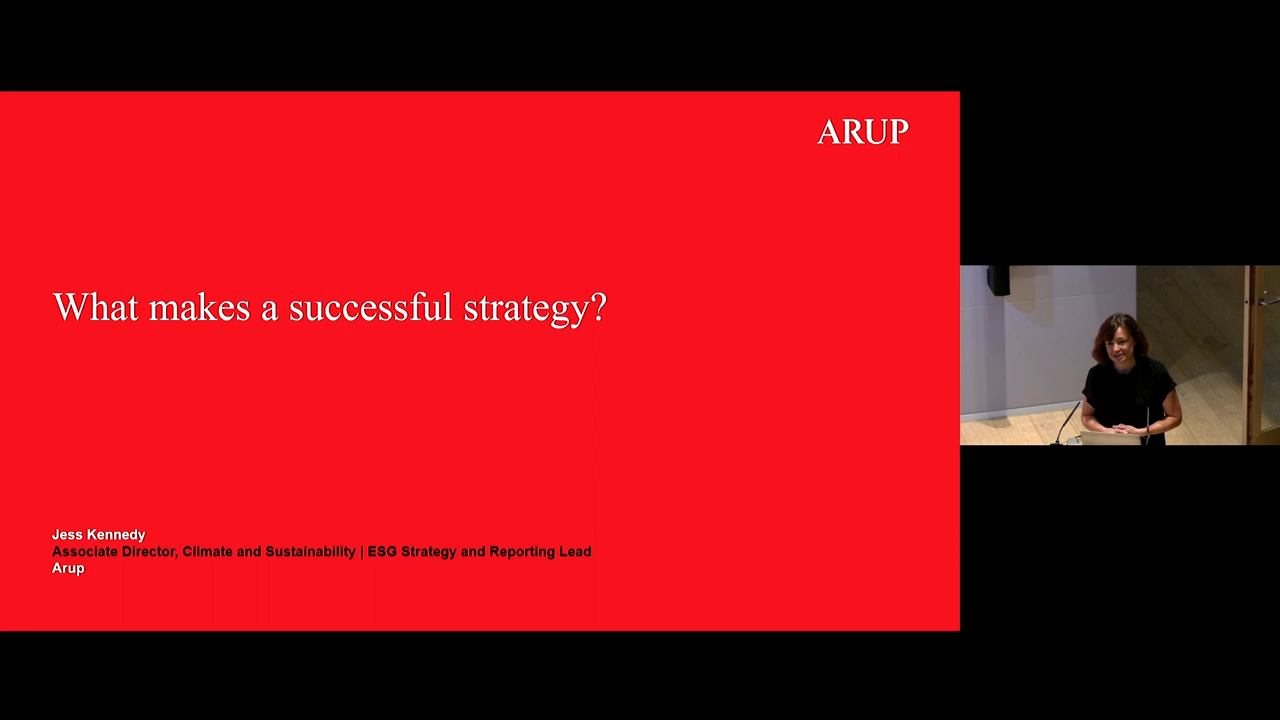 ARUP
What makes a successful strategy?
Jess Kennedy
Associate Director, Climate and Sustainability | ESG Strategy and Reporting Lead
Arup